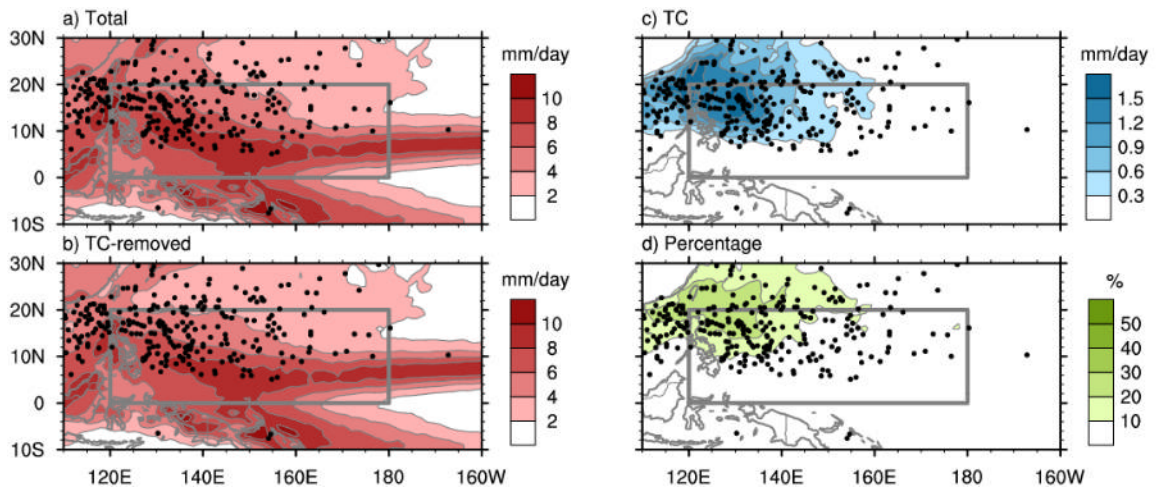 a) Total
c) TC
30N
20N
10N
0
10S
mm/day
10
8
6
4
2
mm/day
1.5
1.2
0.9
0.6
0.3
b) TC-removed
d) Percentage
30N
20N
10N
0
10S
mm/day
10
8
6
4
2
%
50
40
30
20
10
120E 140E 160E 180 160W
120E 140E 160E 180 160W